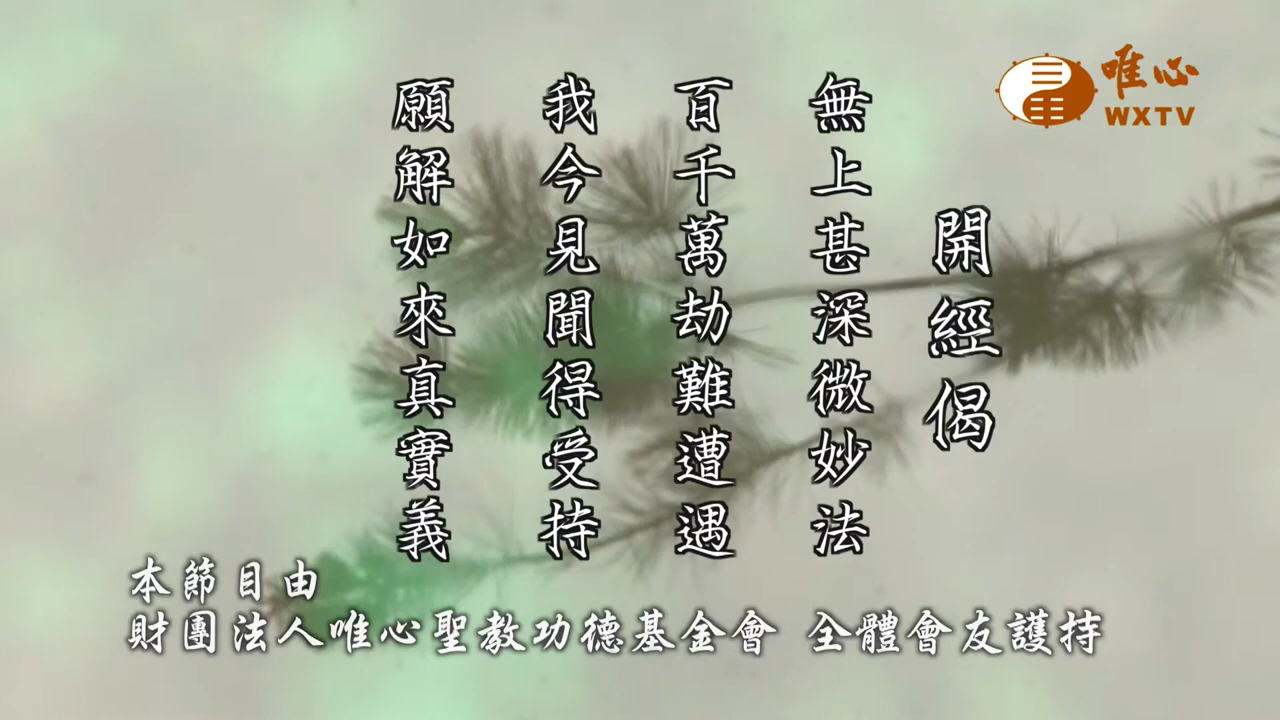 開經偈
無上甚深微妙法
百千萬劫難遭遇
我今見聞得受持
願解如來真實義
本節目由
財團法人唯心聖教功德基金會 全體會友護持
唯心
WXTV